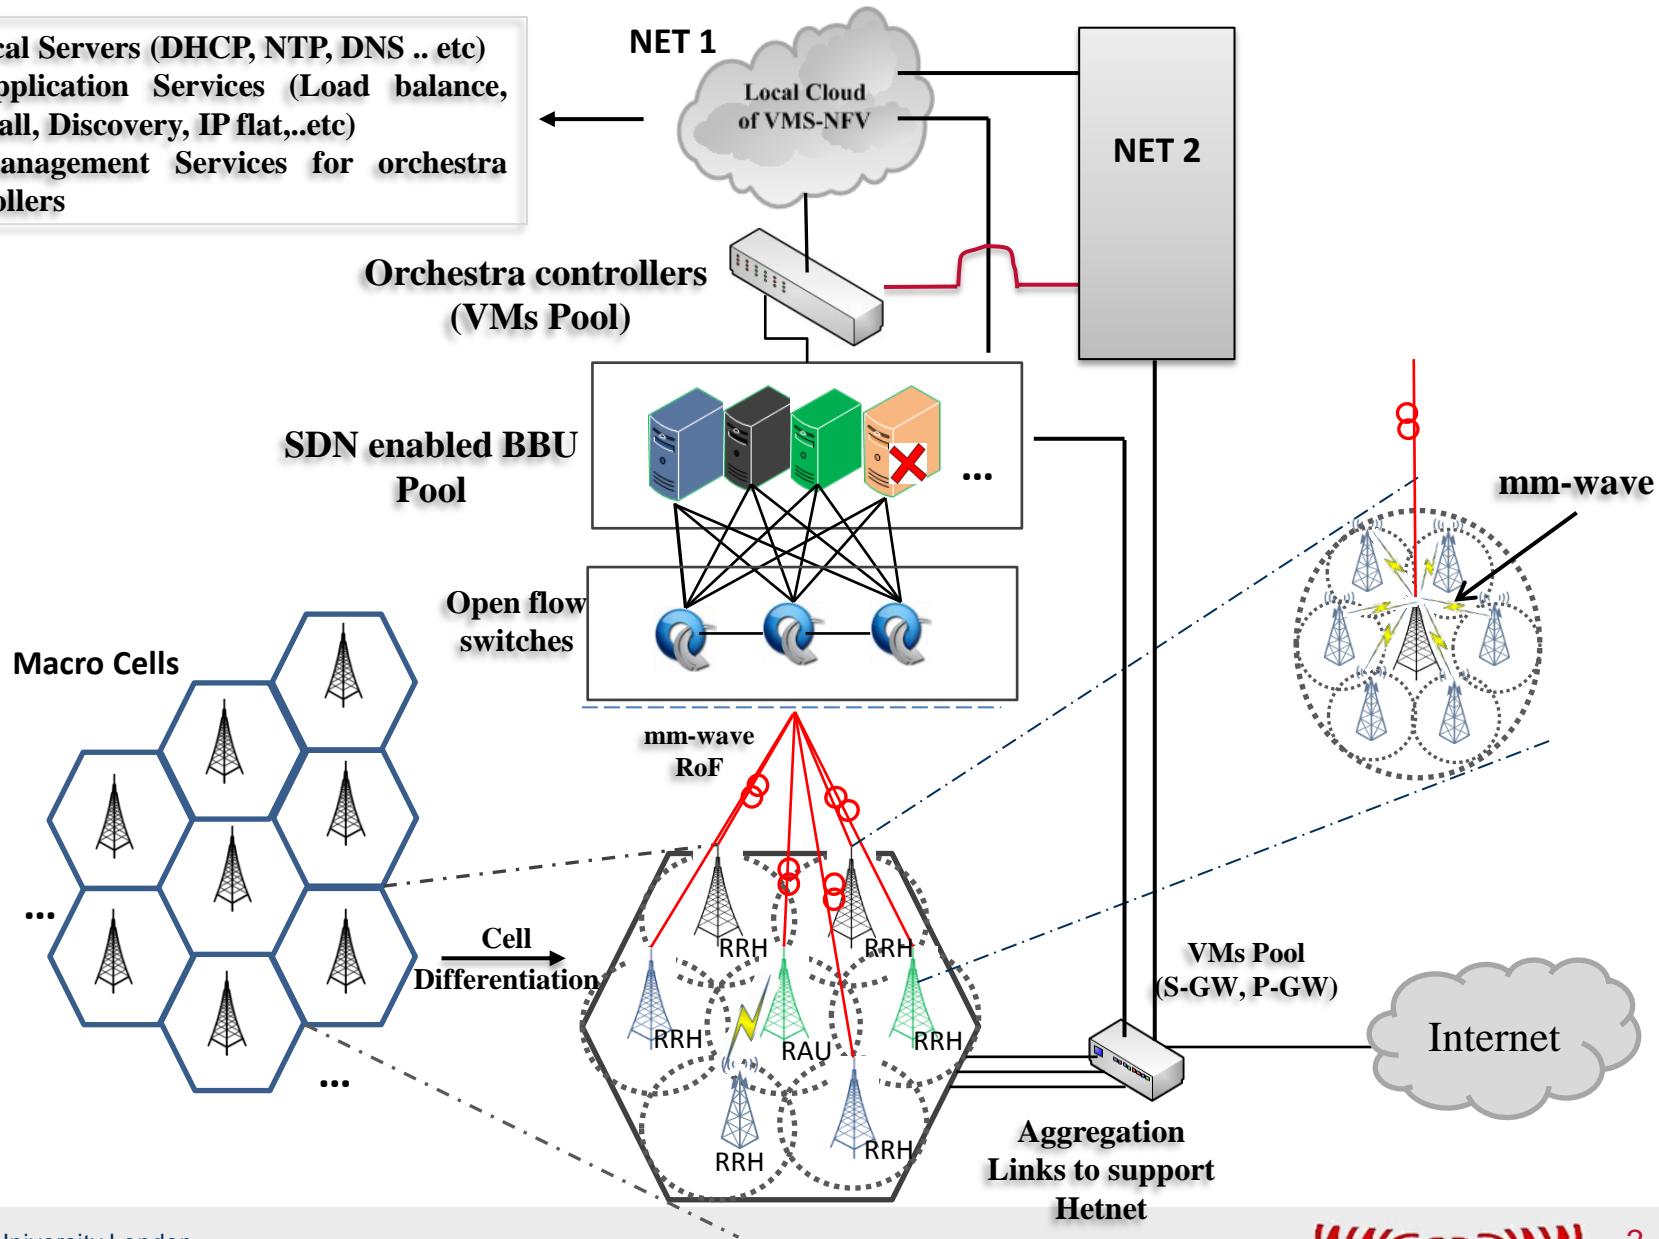 NET 1
cal Servers (DHCP, NTP, DNS .. etc)
pplication Services (Load balance,
all, Discovery, IP flat,..etc)
anagement Services for orchestra
ollers
Local Cloud
of VMS-NFV
NET 2
Orchestra controllers
(VMs Pool)
SDN enabled BBU
Pool
...
mm-wave
Open flow
switches
Macro Cells
mm-wave
RoF
...
Cell
Differentiation
RRH
RRH
RRH
RAU
RRH
RRH
RRH
VMs Pool
(S-GW, P-GW)
Internet
...
Aggregation
Links to support
Hetnet
University London